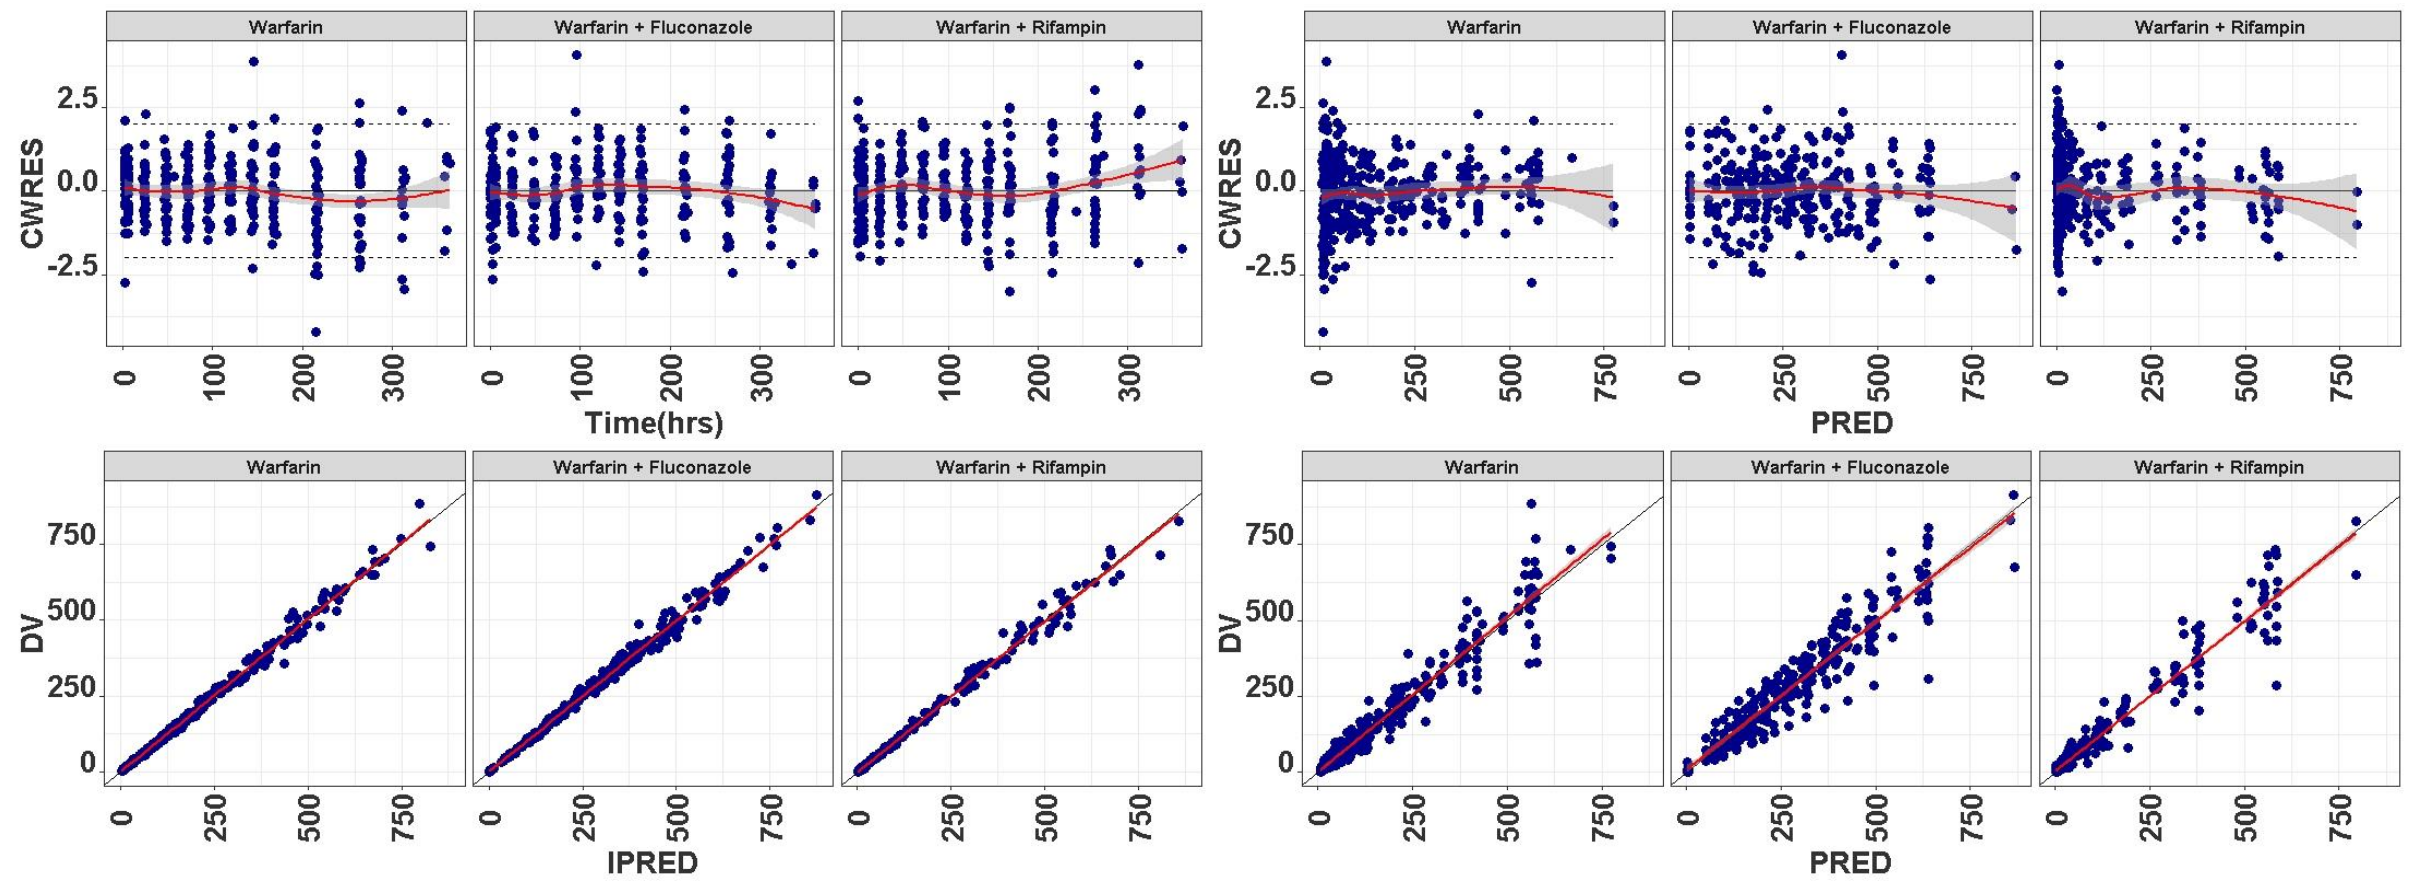 Warfarin Warfarin + Fluconazole Warfarin + Rifampin
CWRES
2.5
0.0
-2.5
0 100 200 300 0 100 200 300 0 100 200 300
Time(hrs)
Warfarin Warfarin + Fluconazole Warfarin + Rifampin
CWRES
2.5
0.0
-2.5
0 250 500 750 0 250 500 750 0 250 500 750
PRED
Warfarin Warfarin + Fluconazole Warfarin + Rifampin
DV
750
500
250
0
0 250 500 750 0 250 500 750 0 250 500 750
IPRED
Warfarin Warfarin + Fluconazole Warfarin + Rifampin
DV
750
500
250
0
0 250 500 750 0 250 500 750 0 250 500 750
PRED